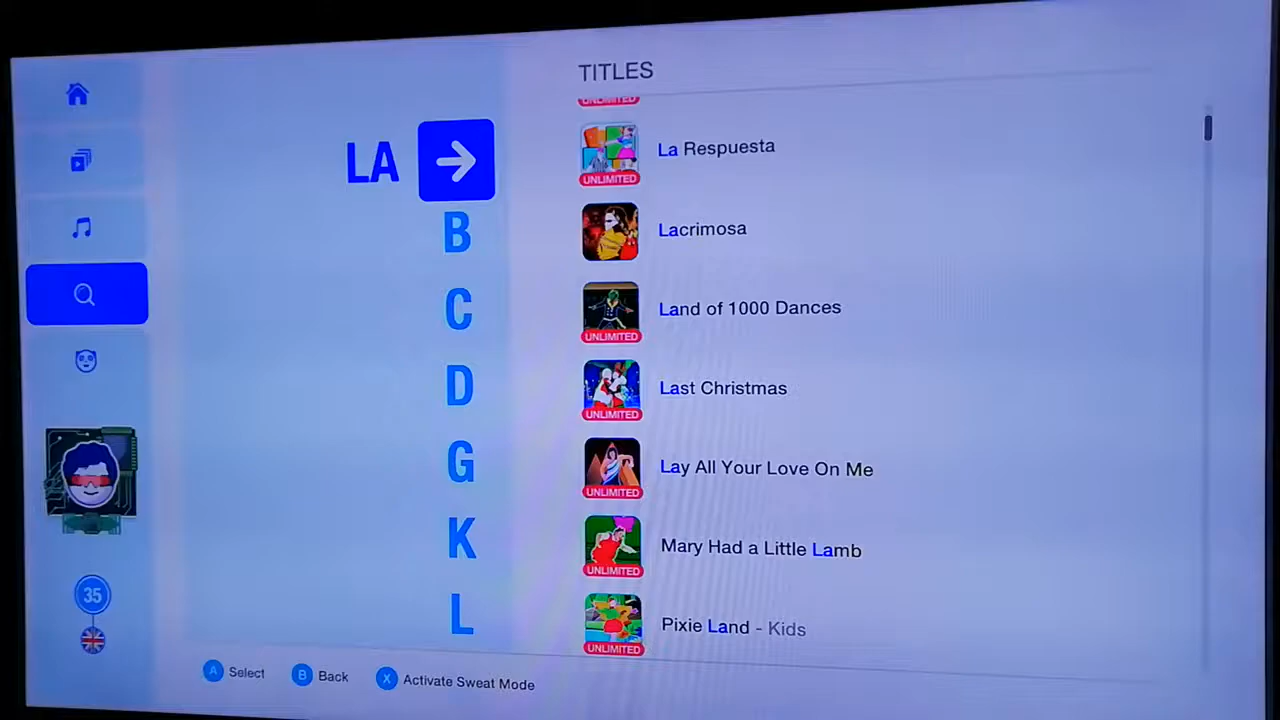 TITLES
UNLIMITED
LA
La Respuesta
UNLIMITED
B
Lacrimosa
C
Land of 1000 Dances
UNLIMITED
D
Last Christmas
UNLIMITED
G
Lay All Your Love On Me
UNLIMITED
K
Mary Had a Little Lamb
UNLIMITED
L
Pixie Land - Kids
UNLIMITED
35
A Select
B Back
X Activate Sweat Mode